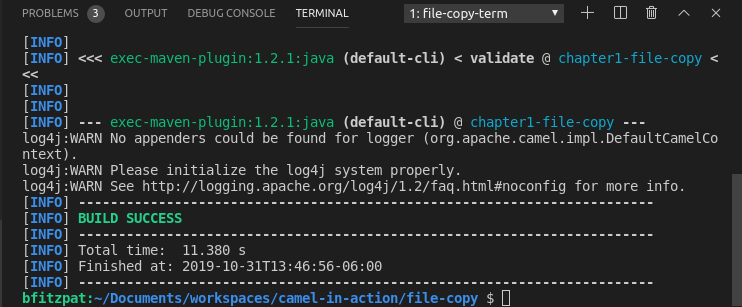 PROBLEMS 3 OUTPUT DEBUG CONSOLE TERMINAL 1: file-copy-term
[INFO]
[INFO] <<< exec-maven-plugin:1.2.1:java (default-cli) < validate @ chapter1-file-copy <
<<
[INFO]
[INFO]
[INFO] --- exec-maven-plugin:1.2.1:java (default-cli) @ chapter1-file-copy ---
log4j:WARN No appenders could be found for logger (org.apache.camel.impl.DefaultCamelCo
ntext).
log4j:WARN Please initialize the log4j system properly.
log4j:WARN See http://logging.apache.org/log4j/1.2/faq.html#noconfig for more info.
[INFO] ------------------------------------------------------------------------
[INFO] BUILD SUCCESS
[INFO] ------------------------------------------------------------------------
[INFO] Total time:  11.380 s
[INFO] Finished at: 2019-10-31T13:46:56-06:00
[INFO] ------------------------------------------------------------------------
bfitzpat:~/Documents/workspaces/camel-in-action/file-copy $